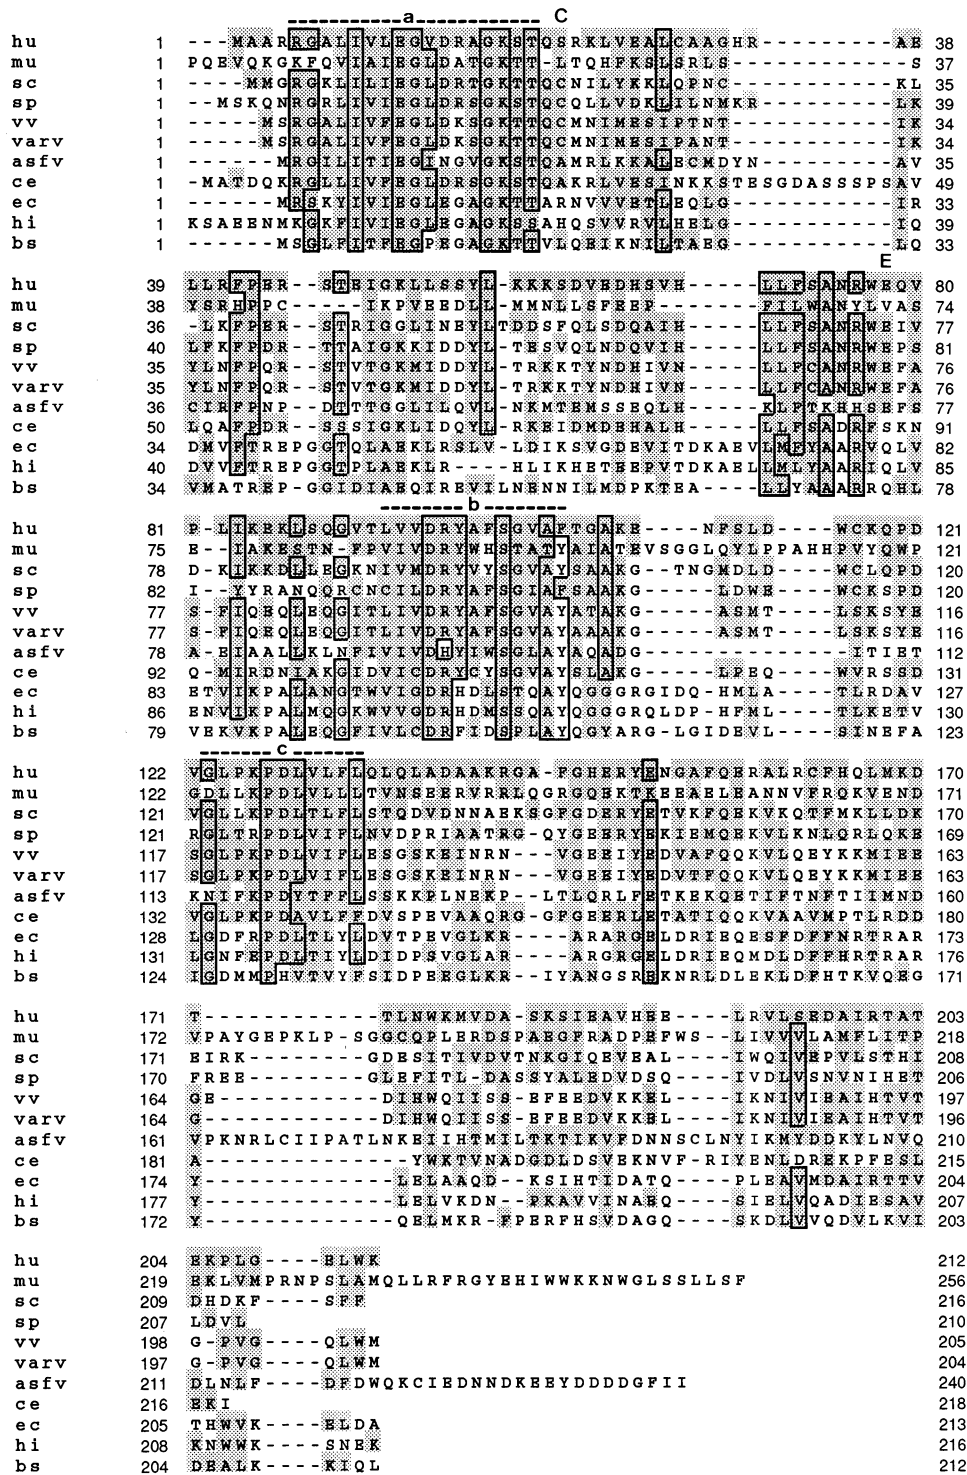 a C
hu 1 ---MAARRGALIVLEGVDRAGKSTQSRKLVEALCAAGHR---------AE 38
mu 1 PQEVQKGKFQVIAIEGLDATGKTT-LTQHFKSLSRLS------------S 37
sc 1 --MMGRGKLILIEGLDRTGKTTQCNILYKKLQPNC-----------KL 35
sp 1 --MSKQNRGRLIVIEGLDRSGKSTQCQLLVDKLILNMKR---------LK 39
vv 1 -----MSRGALIVFEGLDKSGKTTQCMNIMESIPTNT-----------IK 34
varv 1 -----MSRGALIVFEGLDKSGKTTQCMNIMESIPANT-----------IK 34
asfv 1 ------MRGILITIEGINGVGKSTQAMRLKKALECMDYN---------AV 35
ce 1 -MATDQKRGLLIVFEGLDRSGKSTQAKRLVESINKKSTESGDASSSPSAV 49
ec 1 ------MRSKYIVIEGLEGAGKTTARNVVVETLEQLG-----------IR 33
hi 1 KSAEENMKGKFIVIEGLEGAGKSSAHQSVVRVLHELG-----------IQ 39
bs 1 ------MSGLFITFEGPEGAGKTTVLQEIKNILTAEG-----------LQ 33
E
hu 39 LLRFPERSTEIGKLLSSYL-KKKSDVEDHSVH-----LLFSANRWEQV 80
mu 38 YSRHPPC----IKPVEEDLLMMNLLSFEEP------FILWANYLVAS 74
sc 36 -LKFPERSTRIGGLINEYLTDDSFQLSDQAIH-----LLFSANRWEIV 77
sp 40 LFKFPDR--TTAIGKKIDDYL-TESVQLNDQVIH-----LLFSANRWEPS 81
vv 35 YLNFPQR--STVTGKMIDDYL-TRKKTYNDHIVN-----LLFCANRWEFA 76
varv 35 YLNFPQR--STVTGKMIDDYL-TRKKTYNDHIVN-----LLFCANRWEFA 76
asfv 36 CIRFPNP--DTTTGGLILQVL-NKMTEMSSEQLH-----KLFTKHHSEFS 77
ce 50 LQAFPDR--SSSIGKLIDQYL-RKEIDMDEHALH-----LLFSADRFSKN 91
ec 34 DMVFTREPGGTQLAEKLRSLV-LDIKSVGDEVITDKAEVLMFYAARVQLV 82
hi 40 DVVFTREPGGTPLAEKLR---HLIKHETEEPVTDKAELLMLYAARIQLV 85
bs 34 VMATREP-GGIDIAEQIREVILNENNILMDPKTEA---LLYAAARRQHL 78
b
hu 81 P-LIKEKLSQGVTLVVDRYAFSGVAFTGAKE----NFSLD---WCKQPD 121
mu 75 E--IAKESTN-FPVIVDRYWHSTATYAIATEVSGGLQYLPPAHHPVYQWP 121
sc 78 D-KIKKDLLEGKNIVMDRYVYSGVAYSAAKG--TNGMDLD---WCLQPD 120
sp 82 I--YYRANQQRCNCILDRYAFSGIAFSAAKG-----LDWE---WCKSPD 120
vv 77 S-FIQEQLEQGITLIVDRYAFSGVAYATAKG-----ASMT---LSKSYE 116
varv 77 S-FIQEQLEQGITLIVDRYAFSGVAYAAAKG-----ASMT---LSKSYE 116
asfv 78 A-EIAALLKLNFIVIVDHYIWSGLAYAQADG------------ITIET 112
ce 92 Q-MIRDNIAKGIDVICDRYCYSGVAYSLAKG-----LPEQ---WVRSSD 131
ec 83 ETVIKPALANGTWVIGDRHDLSTQAYQGGGRGIDQ-HMLA---TLRDAV 127
hi 86 ENVIKPALMQGKWVVGDRHDMSSQAYQGGGRQLDP-HFML---TLKETV 130
bs 79 VEKVKPALEQGFIVLCDRFIDSPLAYQGYARG-LGIDEVL---SINEFA 123
c
hu 122 VGLPKPDLVLFLQLQLADAAKRGA-FGHERYENGAFQERALRCFHQLMKD 170
mu 122 GDLLKPDLVLLLTVNSEERVRRLQGRGQEKTKEEAELEANNVFRQKVEND 171
sc 121 VGLLKPDLTLFLSTQDVDNNAEKSGFGDERYETVKFQEKVKQTFMKLLDK 170
sp 121 RGLTRPDLVIFLNVDPRIAATRG-QYGEERYEKIEMQEKVLKNLQRLQKE 169
vv 117 SGLPKPDLVIFLESGSKEINRN---VGEEIYEDVAFQQKVLQEYKKMIEE 163
varv 117 SGLPKPDLVIFLESGSKEINRN---VGEEIYEDVTFQQKVLQEYKKMIEE 163
asfv 113 KNIFKPDYTFFLSSKKPLNEKP--LTLQRLFETKEKQETIFTNFTIIMND 160
ce 132 VGLPKPDAVLFFDVSPEVAAQRG-GFGEERLETATIQQKVAAVMPTLRDD 180
ec 128 LGDFRPDLTLYLDVTPEVGLKR---ARARGELDRIEQESFDFFNRTRAR 173
hi 131 LGNFEPDLTIYLDIDPSVGLAR---ARGRGELDRIEQMDLDFFHRTRAR 176
bs 124 IGDMMPHVTVYFSIDPEEGLKR--IYANGSREKNRLDLEKLDFHTKVQEG 171
hu 171 T----------TLNWKMVDA-SKSIEAVHEE----LRVLSEDAIRTAT 203
mu 172 VPAYGEPKLP-SGGCQPLERDSPAEGFRADPEFWS-LIVVVLAMFLITP 218
sc 171 EIRK-------GDESITIVDVTNKGIQEVEAL----IWQIVEPVLSTHI 208
sp 170 FREE-------GLEFITL-DASSYALEDVDSQ----IVDLVSNVNIHET 206
vv 164 GE---------DIHWQIISS-EFEEDVKKEL----IKNIVIEAIHTVT 197
varv 164 G----------DIHWQIISS-EFEEDVKKEL----IKNIVIEAIHTVT 196
asfv 161 VPKNRLCIIPATLNKEIIHTMILTKTIKVFDNNSCLNYIKMYDDKYLNVQ 210
ce 181 A------------YWKTVNADGDLDSVEKNVF-RIYENLDREKPFESL 215
ec 174 Y-----------LELAAQD--KSIHTIDATQ----PLEAVMDAIRTTV 204
hi 177 Y-----------LELVKDN--PKAVVINAEQ----SIELVQADIESAV 207
bs 172 Y-----------QELMKR-FPERFHSVDAGQ----SKDLVVQDVLKVI 203
hu 204 EKPLG----ELWK 212
mu 219 EKLVMPRNPSLAMQLLRFRGYEHIWWKKNWGLSSLLSF 256
sc 209 DHDKF----SFF 216
sp 207 LDVL 210
vv 198 G-PVG----QLWM 205
varv 197 G-PVG----QLWM 204
asfv 211 DLNLF----DFDWQKCIEDNNDKEEYDDDDGFII 240
ce 216 EKI 218
ec 205 THWVK----ELDA 213
hi 208 KNWWK----SNEK 216
bs 204 DEALK----KIQL 212